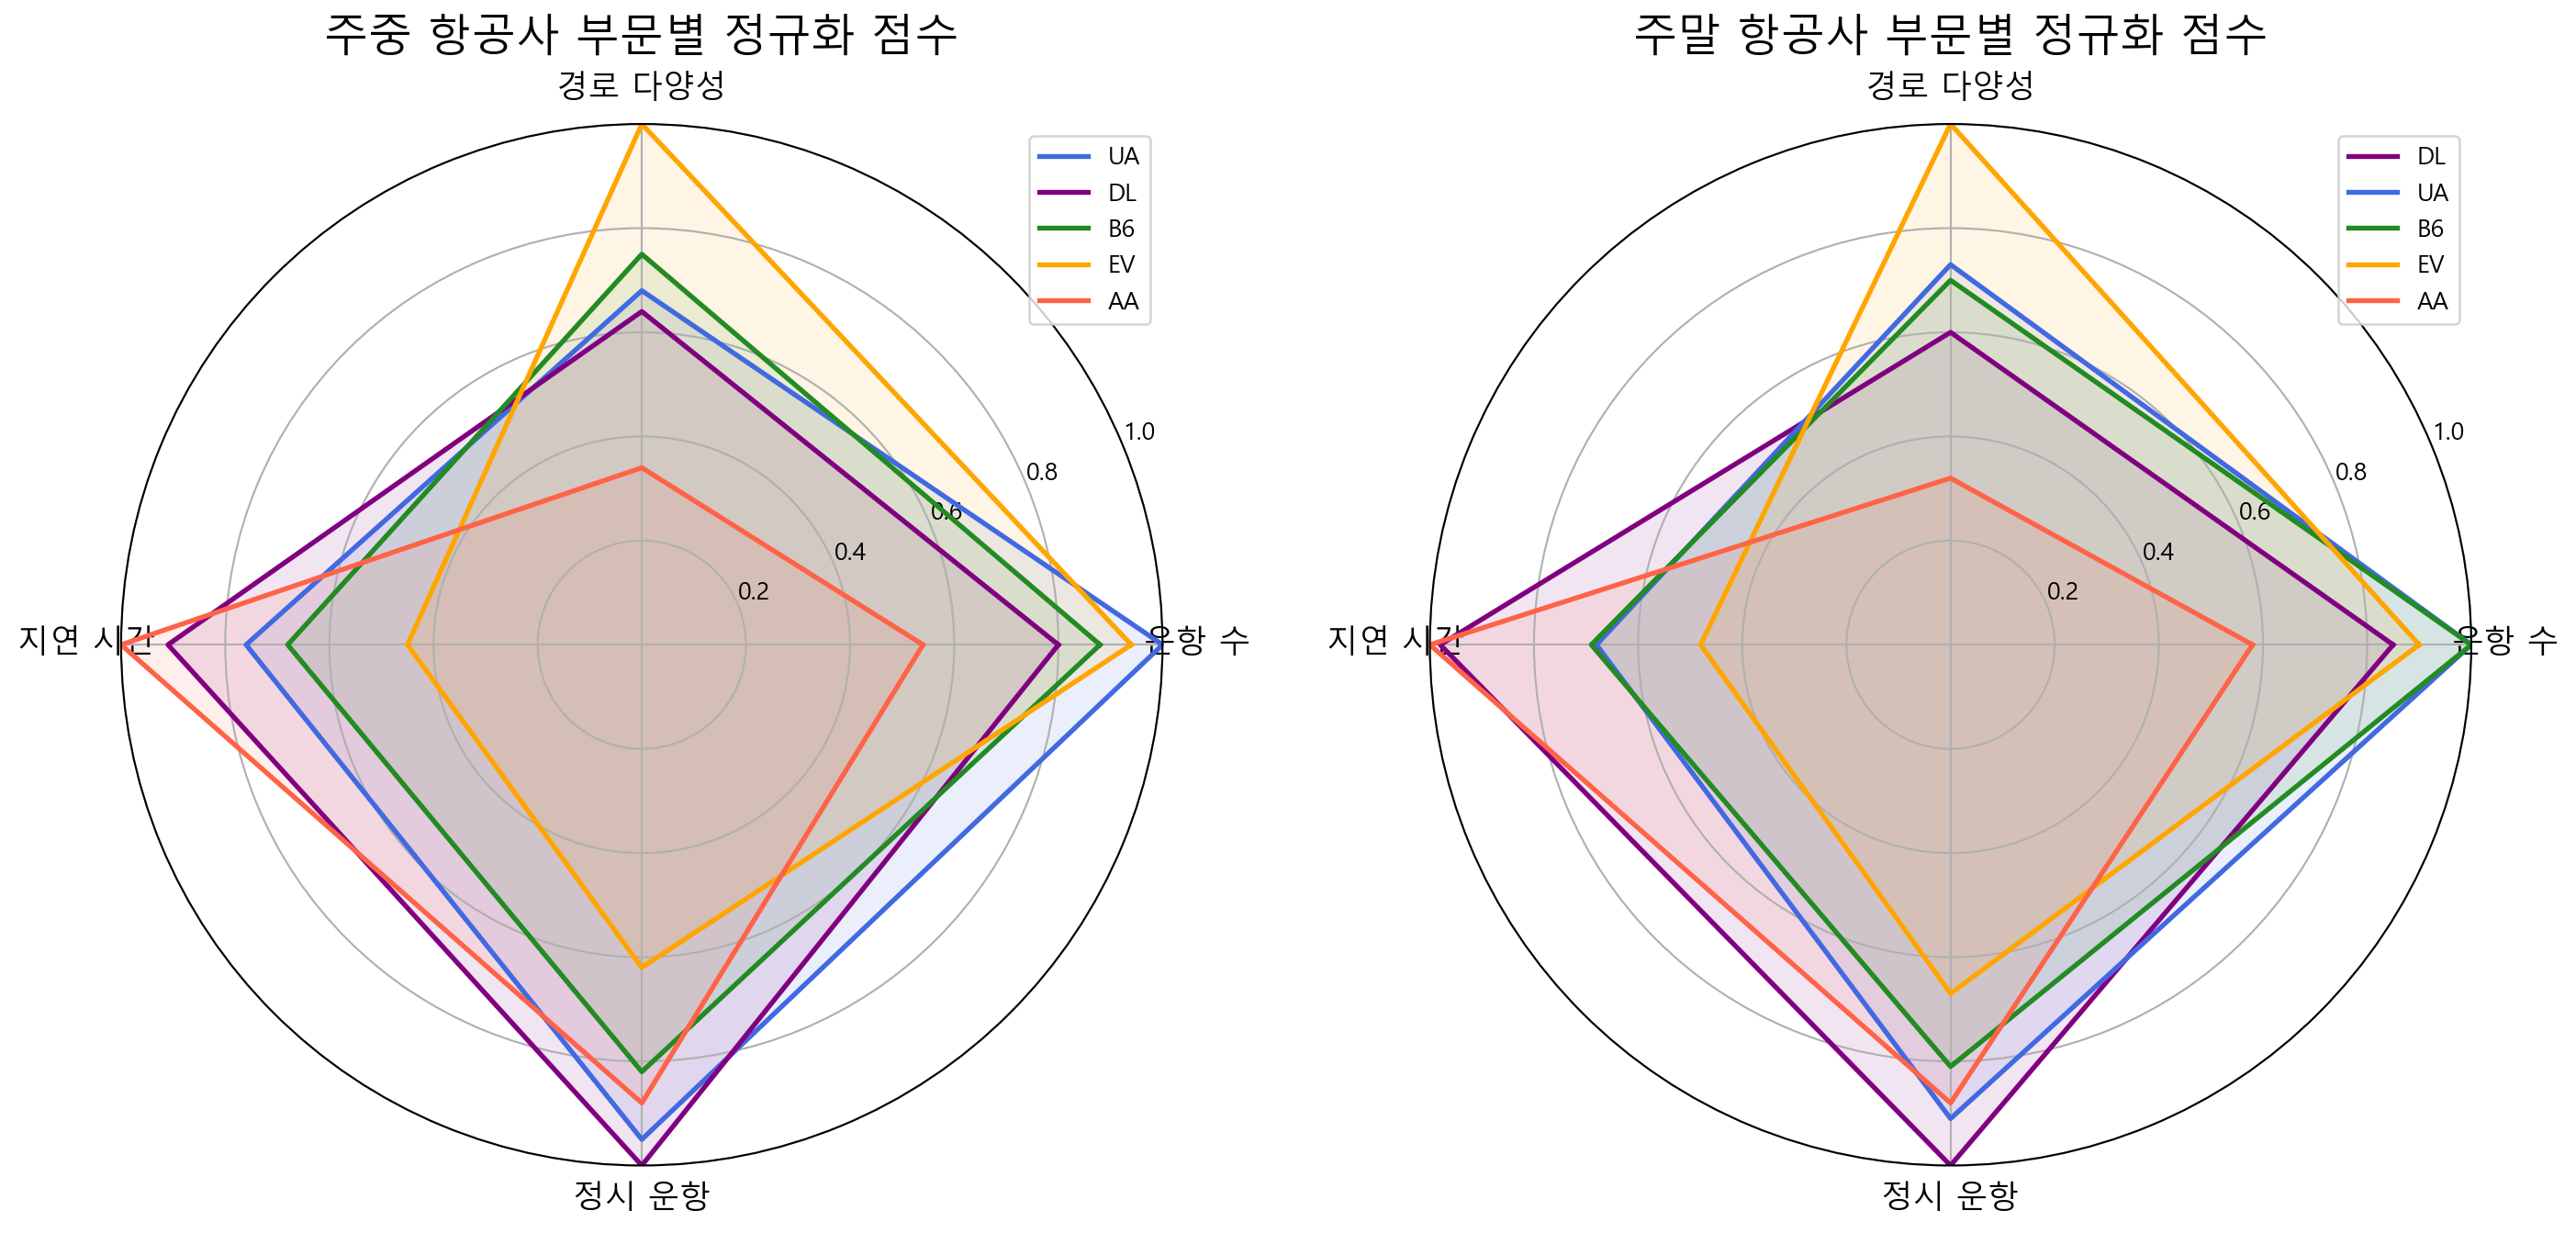 주중 항공사 부문별 정규화 점수
경로 다양성
UA
DL
B6
EV
AA
1.0
0.8
0.6
0.4
0.2
지연 시간
운항 수
정시 운항
주말 항공사 부문별 정규화 점수
경로 다양성
DL
UA
B6
EV
AA
1.0
0.8
0.6
0.4
0.2
지연 시간
운항 수
정시 운항